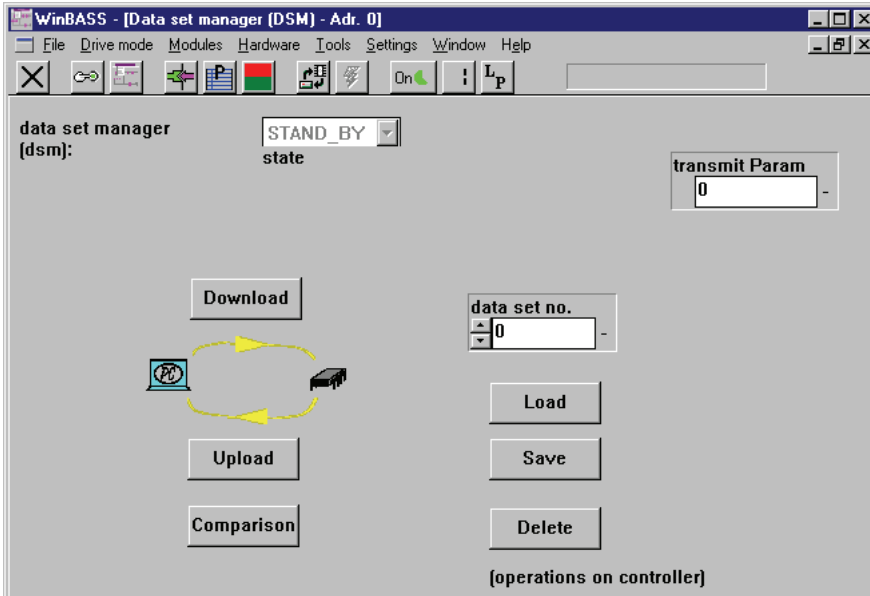 WinBASS - [Data set manager (DSM) - Adr. 0]
File Drive mode Modules Hardware Tools Settings Window Help
P On L P
data set manager
(dsm):
STAND_BY
state
transmit Param
0 -
Download
data set no.
0 -
PC
Load
Upload
Save
Comparison
Delete
(operations on controller)